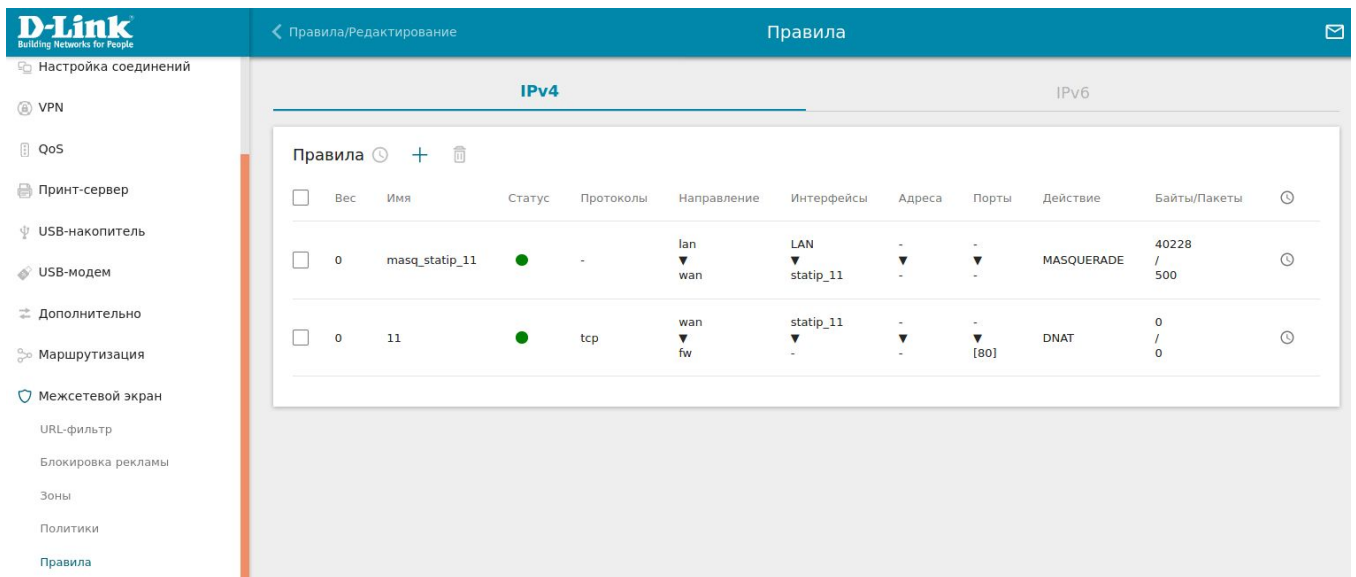 D-Link
Building Networks for People
Правила/Редактирование
Правила
Настройка соединений
VPN
QoS
Принт-сервер
USB-накопитель
USB-модем
Дополнительно
Маршрутизация
Межсетевой экран
URL-фильтр
Блокировка рекламы
Зоны
Политики
Правила
IPv4 IPv6
Правила
Вес Имя Статус Протоколы Направление Интерфейсы Адреса Порты Действие Байты/Пакеты
lan LAN - - 40228
0 masq_statip_11 - ▼ ▼ ▼ ▼ MASQUERADE /
wan statip_11 - - 500
wan statip_11 - - 0
0 11 tcp ▼ ▼ ▼ ▼ DNAT /
fw - - [80] 0